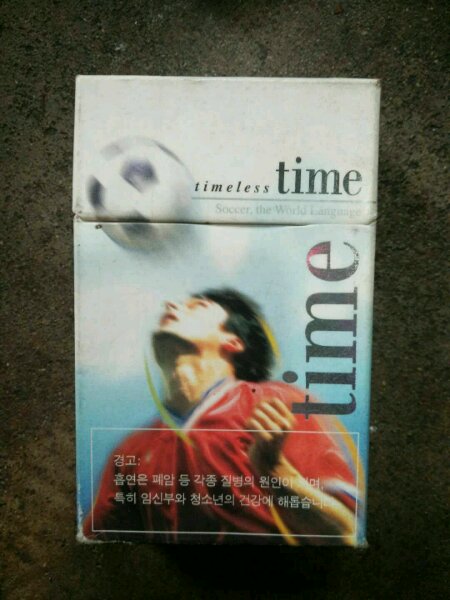 timeless time
Soccer, the World Language
time
경고:
흡연은 폐암 등 각종 질병의 원인이 되며,
특히 임신부와 청소년의 건강에 해롭습니다.